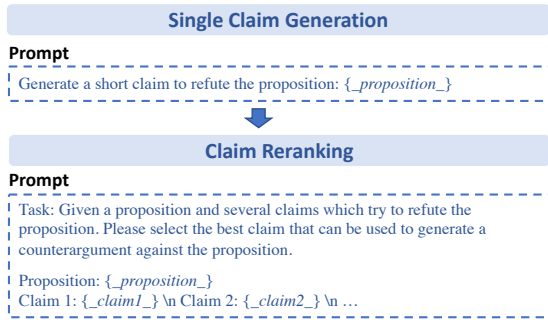 Single Claim Generation
Prompt
Generate a short claim to refute the proposition: {_proposition_}
Claim Reranking
Prompt
Task: Given a proposition and several claims which try to refute the
proposition. Please select the best claim that can be used to generate a
counterargument against the proposition.
Proposition: {_proposition_}
Claim 1: {_claim1_} \n Claim 2: {_claim2_} \n …